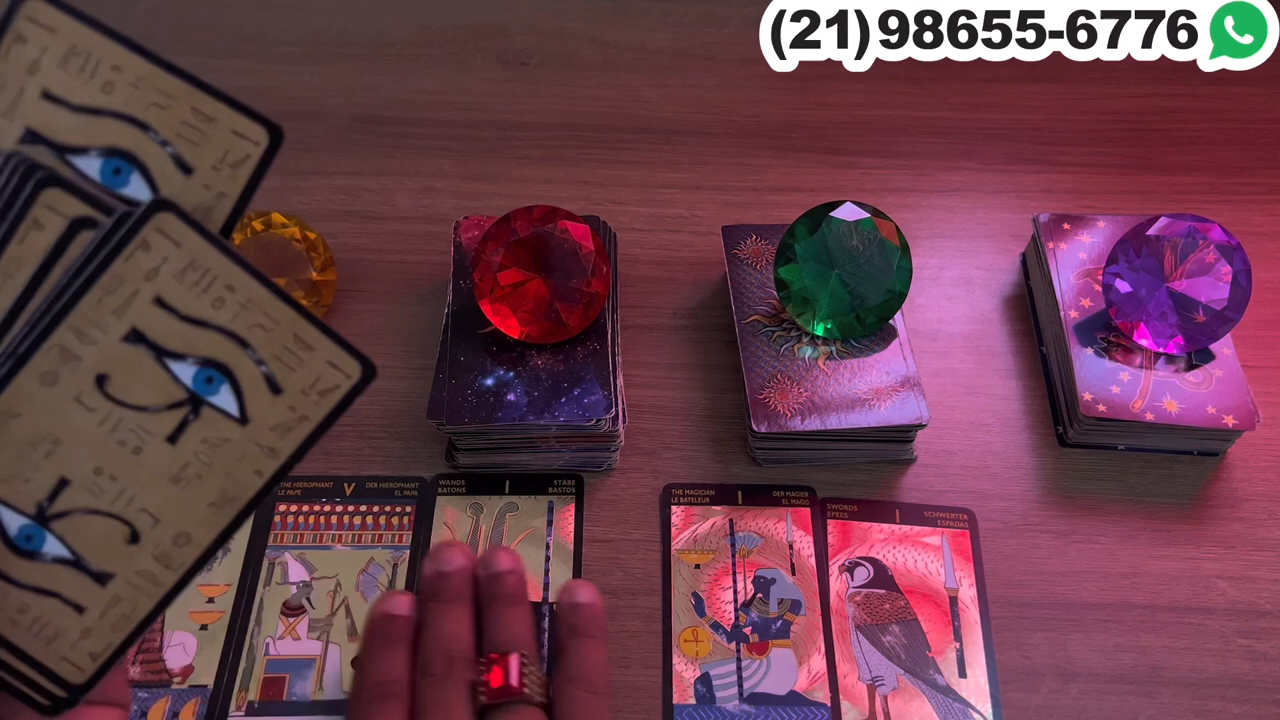 (21)98655-6776
THE HIEROPHANT
LE PAPE
V
DER HIEROPHANT
EL PAPA
WANDS
BATONS
I
STÄBE
BASTOS
THE MAGICIAN
LE BATELEUR
I
DER MAGIER
EL MAGO
SWORDS
EPEES
I
SCHWERTER
ESPADAS